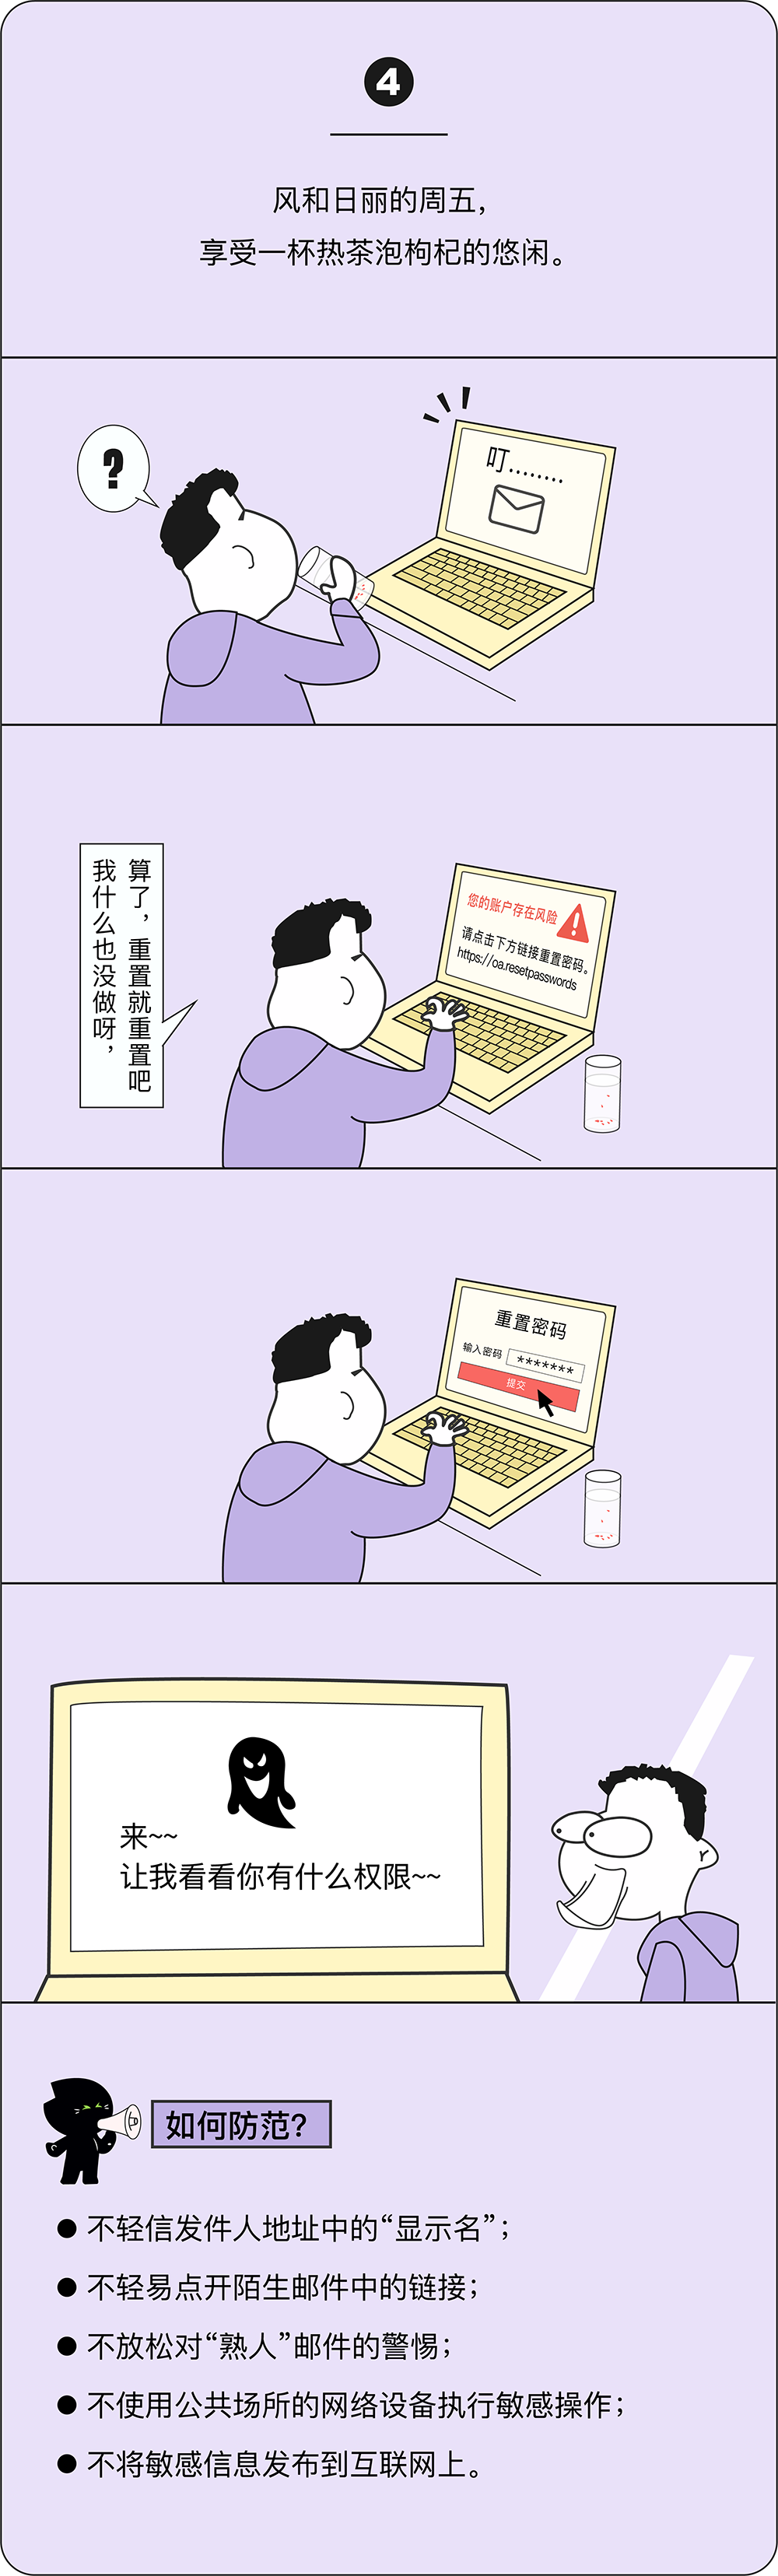 4
风和日丽的周五，
享受一杯热茶泡枸杞的悠闲。
?
叮........
我什么也没做呀，
算了，重置就重置吧
您的账户存在风险
请点击下方链接重置密码。
https://oa.resetpasswords
重置密码
输入密码 *******
提交
来~~
让我看看你有什么权限~~
如何防范？
● 不轻信发件人地址中的“显示名”；
● 不轻易点开陌生邮件中的链接；
● 不放松对“熟人”邮件的警惕；
● 不使用公共场所的网络设备执行敏感操作；
● 不将敏感信息发布到互联网上。